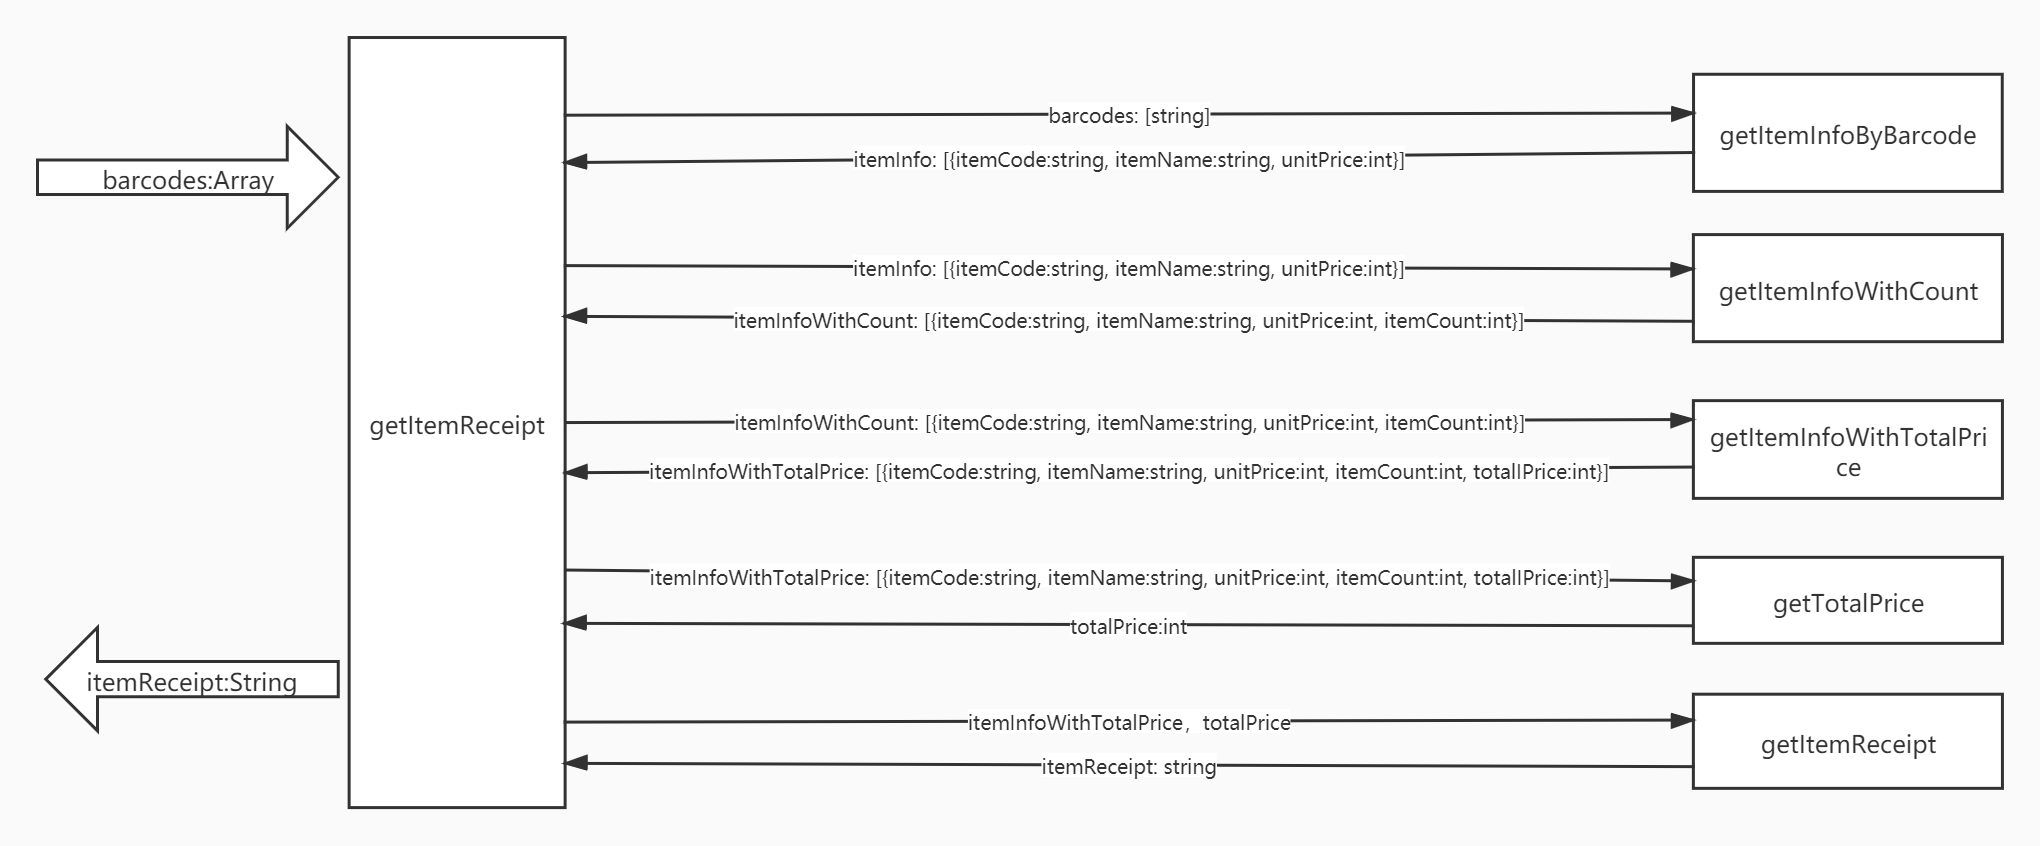 barcodes:Array
getItemReceipt
itemReceipt:String
barcodes: [string]
itemInfo: [{itemCode:string, itemName:string, unitPrice:int}]
getItemInfoByBarcode
itemInfo: [{itemCode:string, itemName:string, unitPrice:int}]
itemInfoWithCount: [{itemCode:string, itemName:string, unitPrice:int, itemCount:int}]
getItemInfoWithCount
itemInfoWithCount: [{itemCode:string, itemName:string, unitPrice:int, itemCount:int}]
itemInfoWithTotalPrice: [{itemCode:string, itemName:string, unitPrice:int, itemCount:int, totallPrice:int}]
getItemInfoWithTotalPri
ce
itemInfoWithTotalPrice: [{itemCode:string, itemName:string, unitPrice:int, itemCount:int, totallPrice:int}]
totalPrice:int
getTotalPrice
itemInfoWithTotalPrice，totalPrice
itemReceipt: string
getItemReceipt